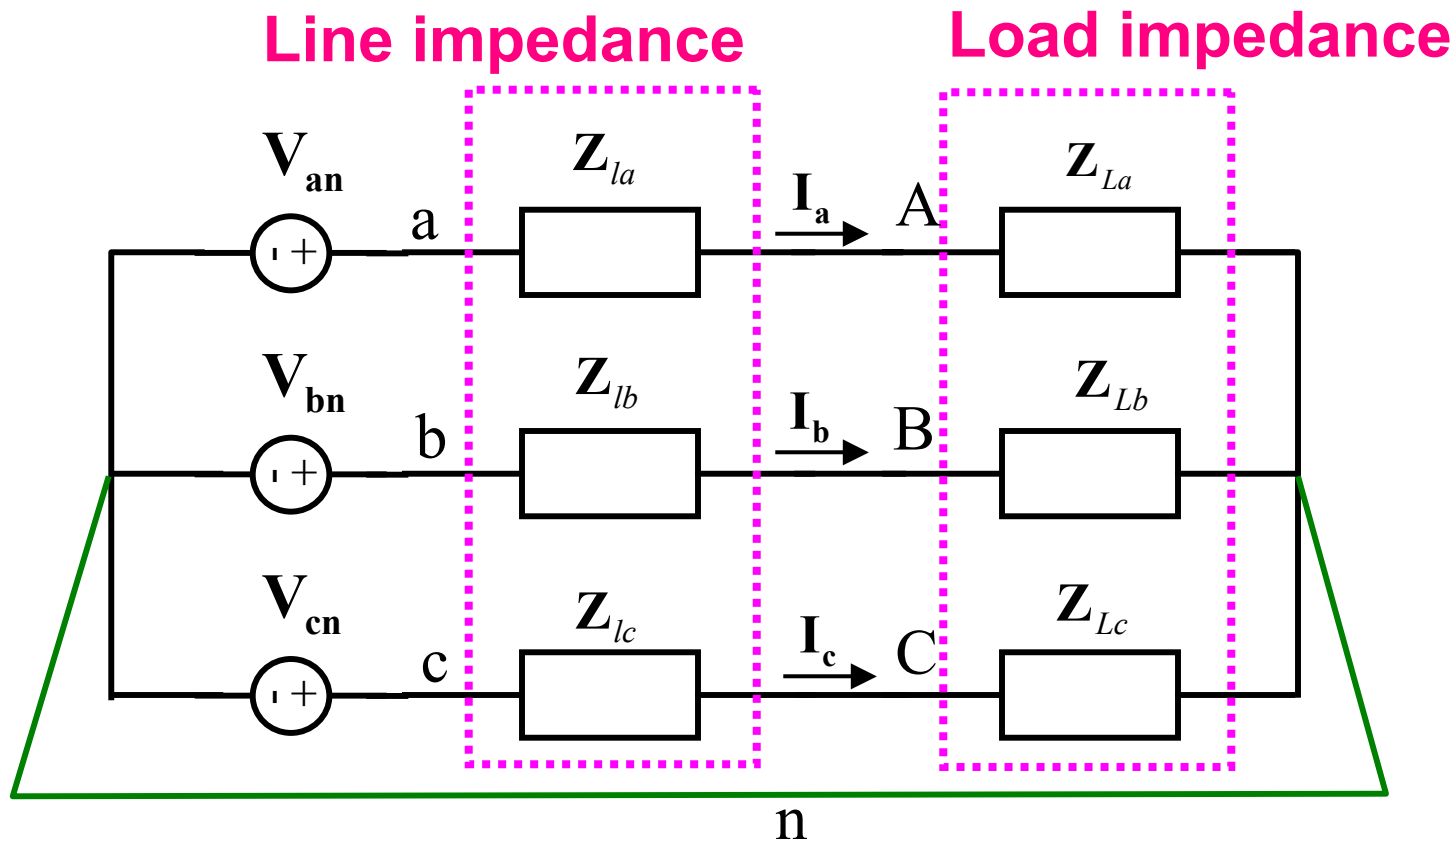 Line impedance
Load impedance
Van
Zla
ZLa
a
Ia
A
- +
Vbn
Zlb
ZLb
b
Ib
B
- +
Vcn
Zlc
ZLc
c
Ic
C
- +
n